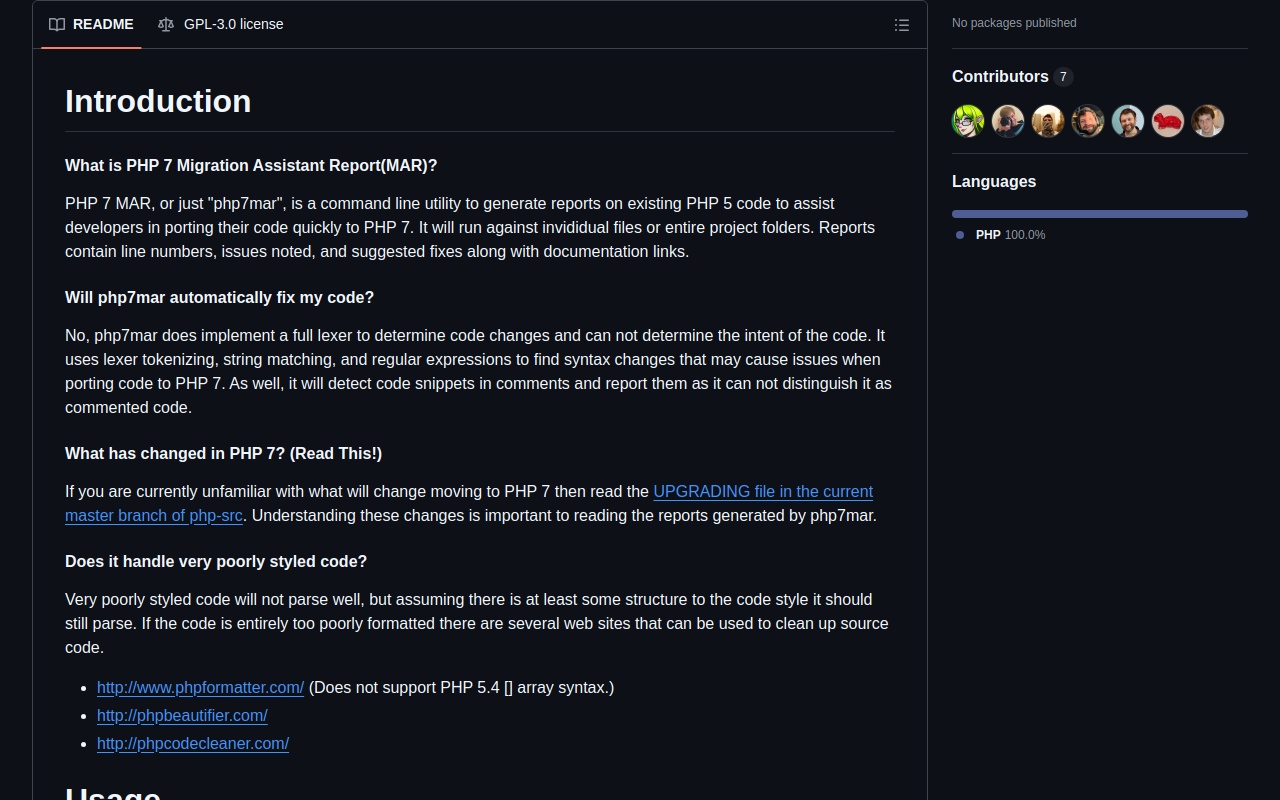 README
GPL-3.0 license
Introduction
What is PHP 7 Migration Assistant Report(MAR)?
PHP 7 MAR, or just "php7mar", is a command line utility to generate reports on existing PHP 5 code to assist
developers in porting their code quickly to PHP 7. It will run against invididual files or entire project folders. Reports
contain line numbers, issues noted, and suggested fixes along with documentation links.
Will php7mar automatically fix my code?
No, php7mar does implement a full lexer to determine code changes and can not determine the intent of the code. It
uses lexer tokenizing, string matching, and regular expressions to find syntax changes that may cause issues when
porting code to PHP 7. As well, it will detect code snippets in comments and report them as it can not distinguish it as
commented code.
What has changed in PHP 7? (Read This!)
If you are currently unfamiliar with what will change moving to PHP 7 then read the UPGRADING file in the current
master branch of php-src. Understanding these changes is important to reading the reports generated by php7mar.
Does it handle very poorly styled code?
Very poorly styled code will not parse well, but assuming there is at least some structure to the code style it should
still parse. If the code is entirely too poorly formatted there are several web sites that can be used to clean up source
code.
• http://www.phpformatter.com/ (Does not support PHP 5.4 [] array syntax.)
• http://phpbeautifier.com/
• http://phpcodecleaner.com/
Usage
No packages published
Contributors 7
Languages
PHP 100.0%